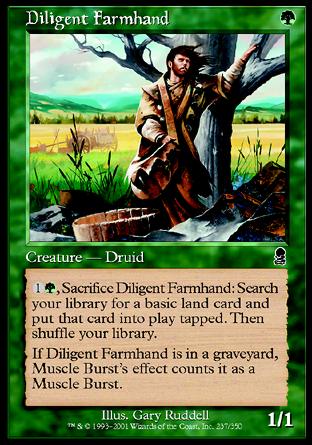 Diligent Farmhand
Creature — Druid
1 , Sacrifice Diligent Farmhand: Search
your library for a basic land card and
put that card into play tapped. Then
shuffle your library.
If Diligent Farmhand is in a graveyard,
Muscle Burst's effect counts it as a
Muscle Burst.
Illus. Gary Ruddell
™ & © 1993–2001 Wizards of the Coast, Inc. 237/350
1/1